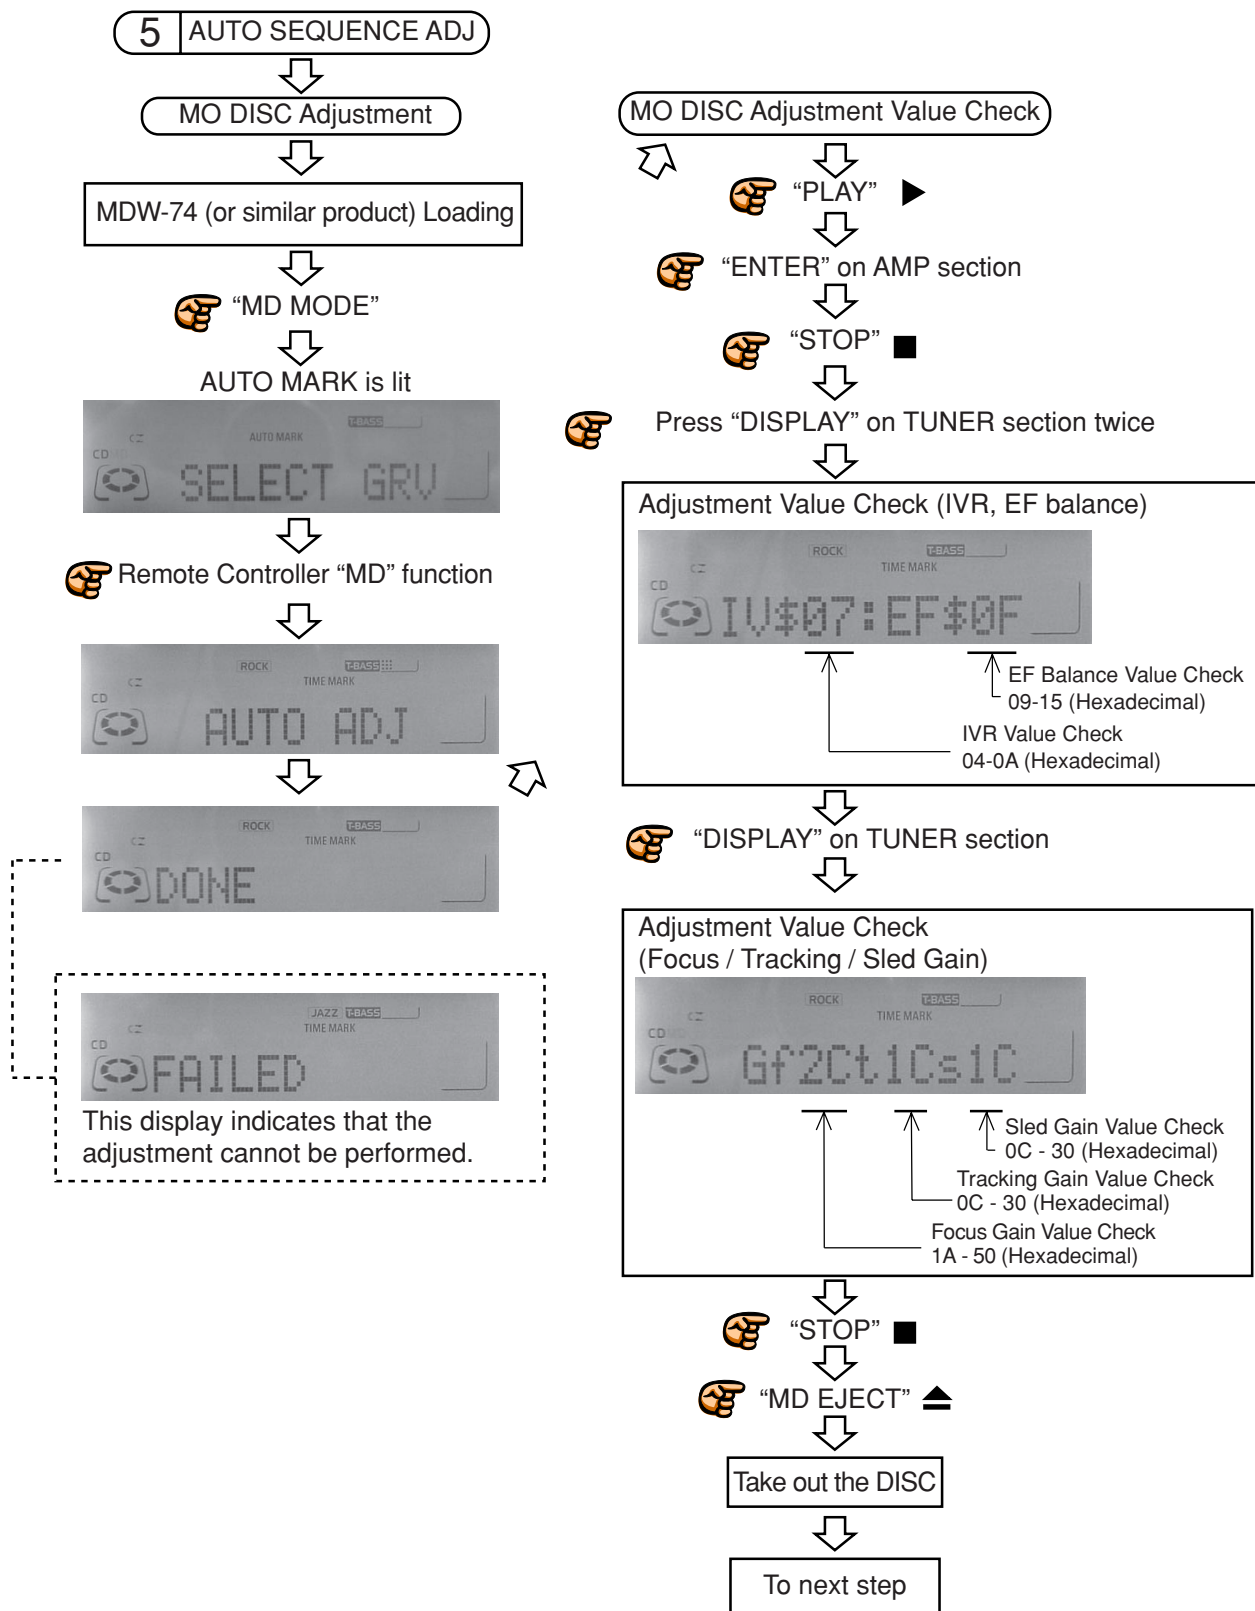 5 AUTO SEQUENCE ADJ
MO DISC Adjustment
MDW-74 (or similar product) Loading
“MD MODE”
AUTO MARK is lit
T-BASS
AUTO MARK
CD
SELECT GRV
Remote Controller “MD” function
ROCK T-BASS
TIME MARK
CD
AUTO ADJ
ROCK T-BASS
TIME MARK
CD
DONE
JAZZ T-BASS
TIME MARK
CD
FAILED
This display indicates that the
adjustment cannot be performed.
MO DISC Adjustment Value Check
“PLAY”
“ENTER” on AMP section
“STOP”
Press “DISPLAY” on TUNER section twice
Adjustment Value Check (IVR, EF balance)
ROCK T-BASS
TIME MARK
CD
IV$07:EF$0F
EF Balance Value Check
09-15 (Hexadecimal)
IVR Value Check
04-0A (Hexadecimal)
“DISPLAY” on TUNER section
Adjustment Value Check
(Focus / Tracking / Sled Gain)
ROCK T-BASS
TIME MARK
CD
Gf2Ct1Cs1C
Sled Gain Value Check
0C - 30 (Hexadecimal)
Tracking Gain Value Check
0C - 30 (Hexadecimal)
Focus Gain Value Check
1A - 50 (Hexadecimal)
“STOP”
“MD EJECT”
Take out the DISC
To next step